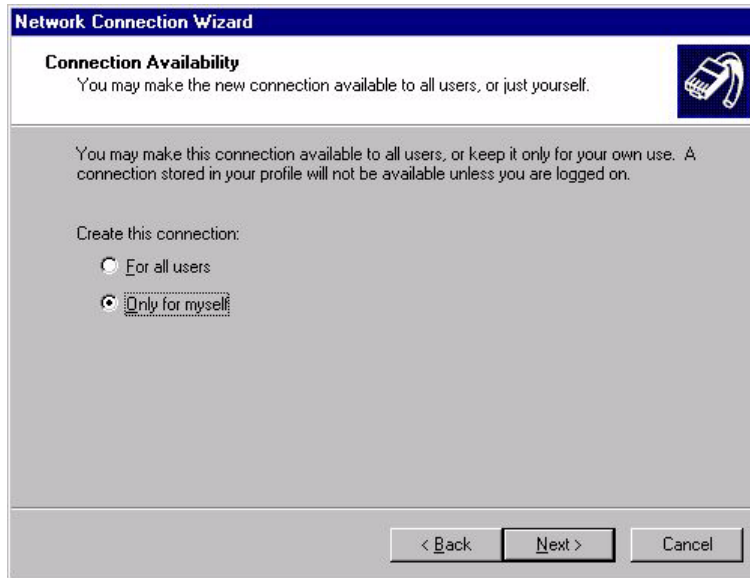 Network Connection Wizard
Connection Availability
You may make the new connection available to all users, or just yourself.
You may make this connection available to all users, or keep it only for your own use. A
connection stored in your profile will not be available unless you are logged on.
Create this connection:
For all users
Only for myself
< Back Next > Cancel